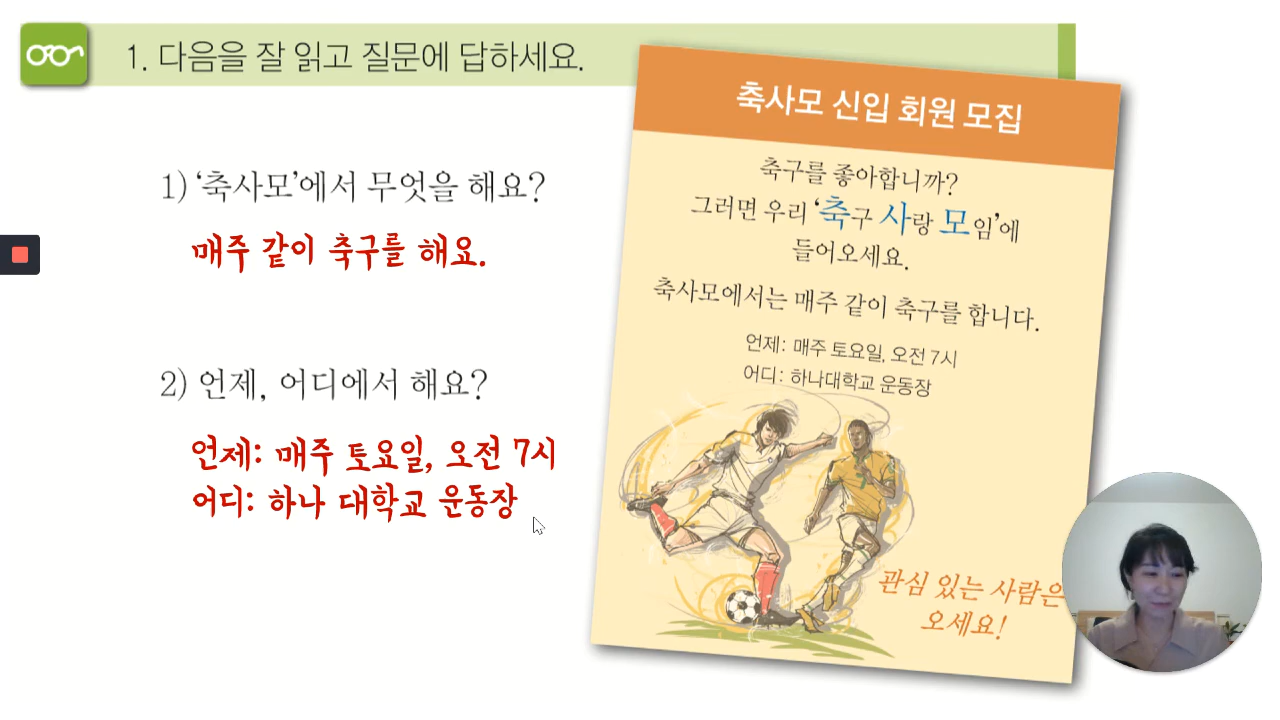 1. 다음을 잘 읽고 질문에 답하세요.
1) ‘축사모’에서 무엇을 해요?
매주 같이 축구를 해요.
2) 언제, 어디에서 해요?
언제: 매주 토요일, 오전 7시
어디: 하나 대학교 운동장
축사모 신입 회원 모집
축구를 좋아합니까?
그러면 우리 ‘축구 사랑 모임’에
들어오세요.
축사모에서는 매주 같이 축구를 합니다.
언제: 매주 토요일, 오전 7시
어디: 하나대학교 운동장
관심 있는 사람은
오세요!